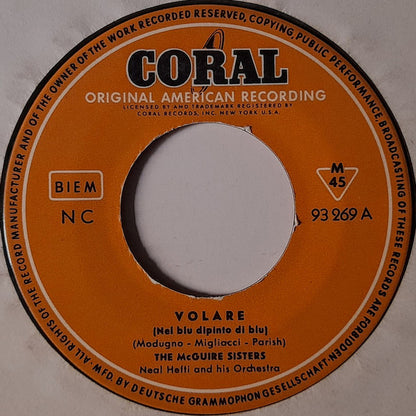 ALL RIGHTS OF THE RECORD MANUFACTURER AND OF THE OWNER OF THE WORK RECORDED RESERVED, COPYING, PUBLIC PERFORMANCE, BROADCASTING OF THESE RECORDS ARE FORBIDDEN.
MFD. BY DEUTSCHE GRAMMOPHON GESELLSCHAFT
CORAL
ORIGINAL AMERICAN RECORDING
LICENSED BY AND TRADEMARK REGISTERED BY
CORAL RECORDS, INC. NEW YORK U.S.A.
BIEM
M
45
NC
93 269 A
VOLARE
(Nel blu dipinto di blu)
(Modugno - Migliacci - Parish)
THE McGUIRE SISTERS
Neal Hefti and his Orchestra